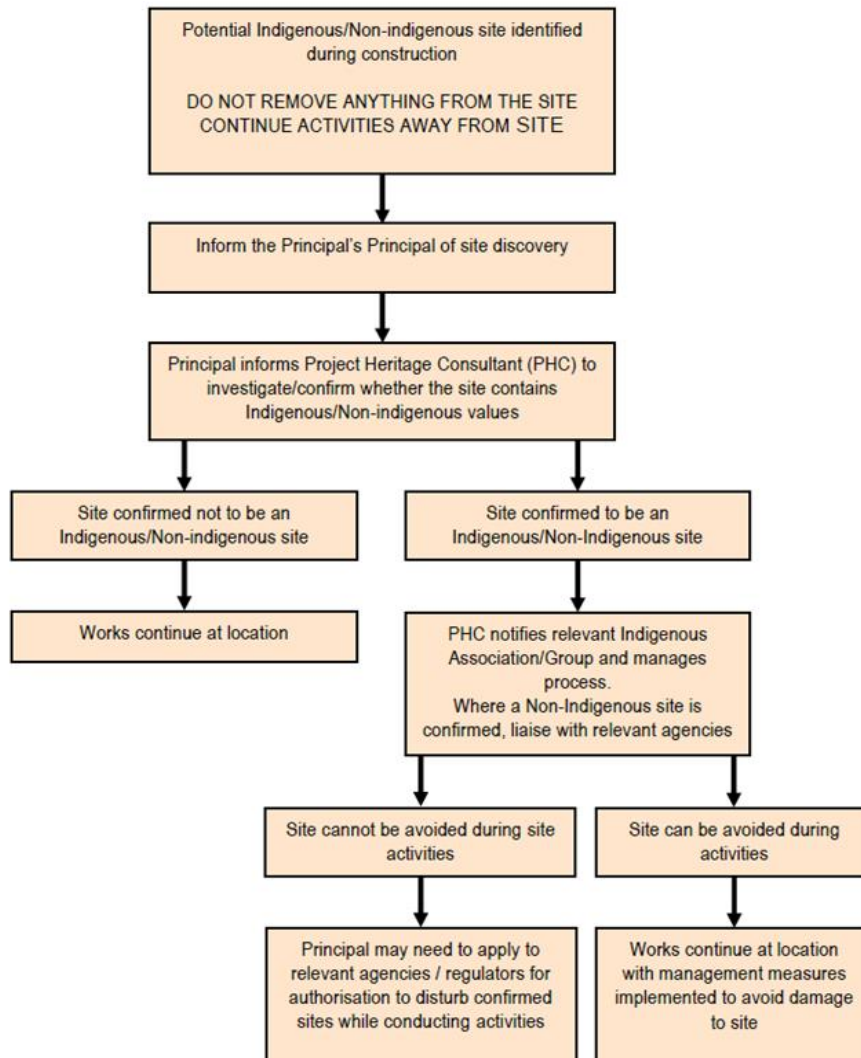 Potential Indigenous/Non-indigenous site identified
during construction
DO NOT REMOVE ANYTHING FROM THE SITE
CONTINUE ACTIVITIES AWAY FROM SITE
Inform the Principal’s Principal of site discovery
Principal informs Project Heritage Consultant (PHC) to
investigate/confirm whether the site contains
Indigenous/Non-indigenous values
Site confirmed not to be an
Indigenous/Non-indigenous site
Site confirmed to be an
Indigenous/Non-Indigenous site
Works continue at location
PHC notifies relevant Indigenous
Association/Group and manages
process.
Where a Non-Indigenous site is
confirmed, liaise with relevant agencies
Site cannot be avoided during site
activities
Site can be avoided during
activities
Principal may need to apply to
relevant agencies / regulators for
authorisation to disturb confirmed
sites while conducting activities
Works continue at location
with management measures
implemented to avoid damage
to site